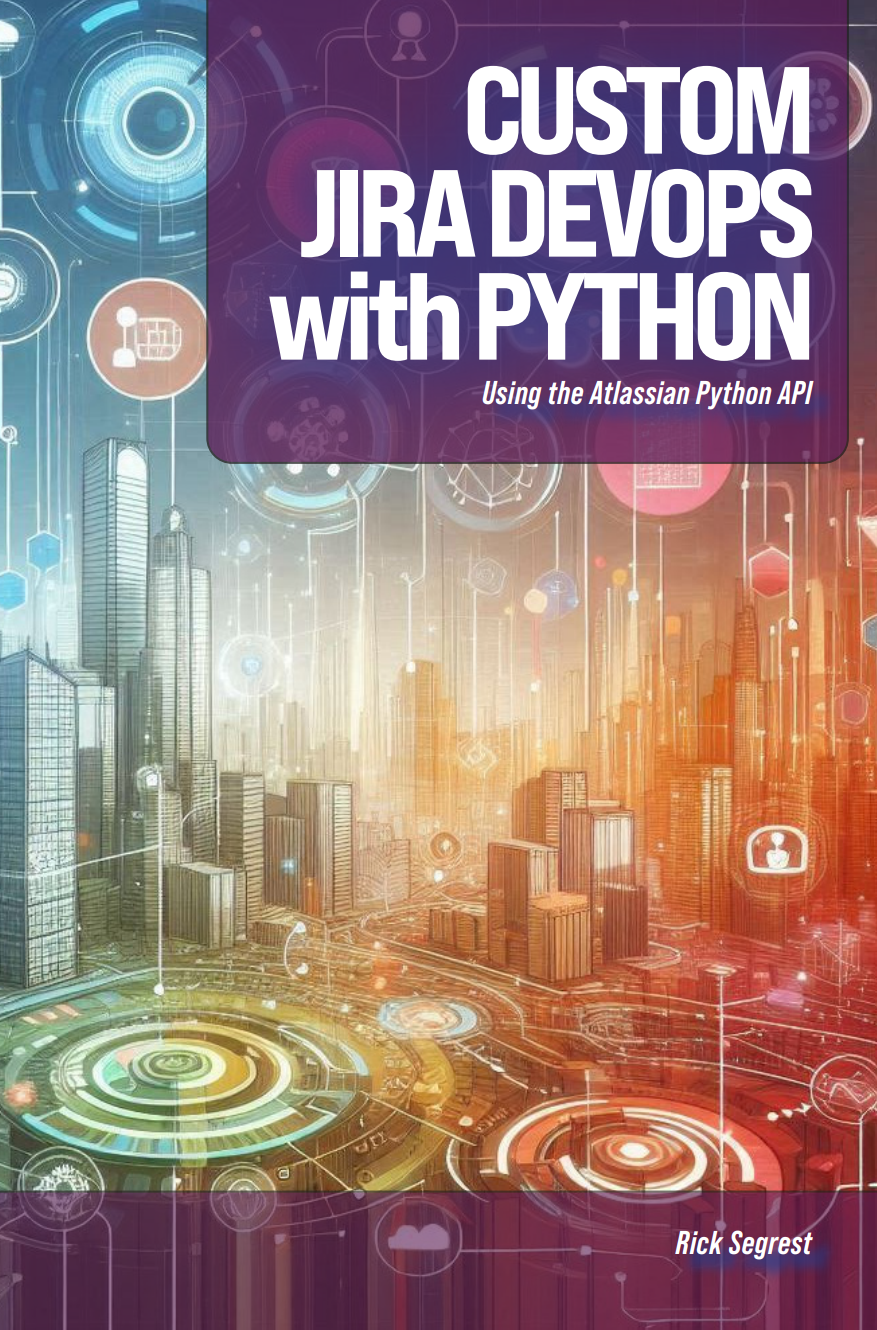 CUSTOM
JIRA DEVOPS
with PYTHON
Using the Atlassian Python API
Rick Segrest